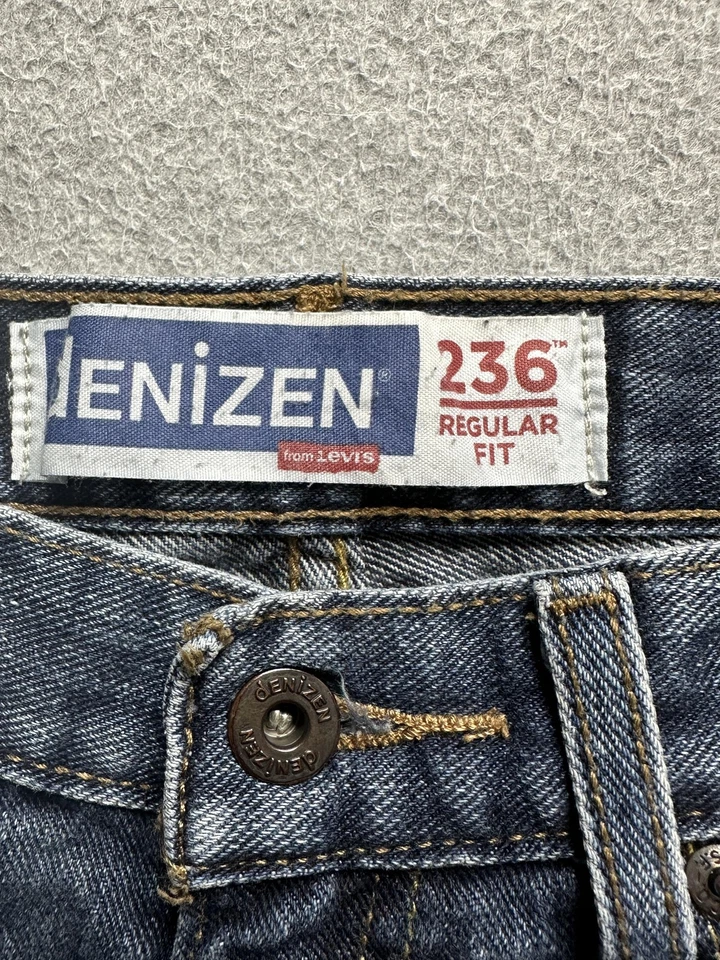 dENiZEN®
from Levi's
236™
REGULAR
FIT
dENiZEN
dENiZEN